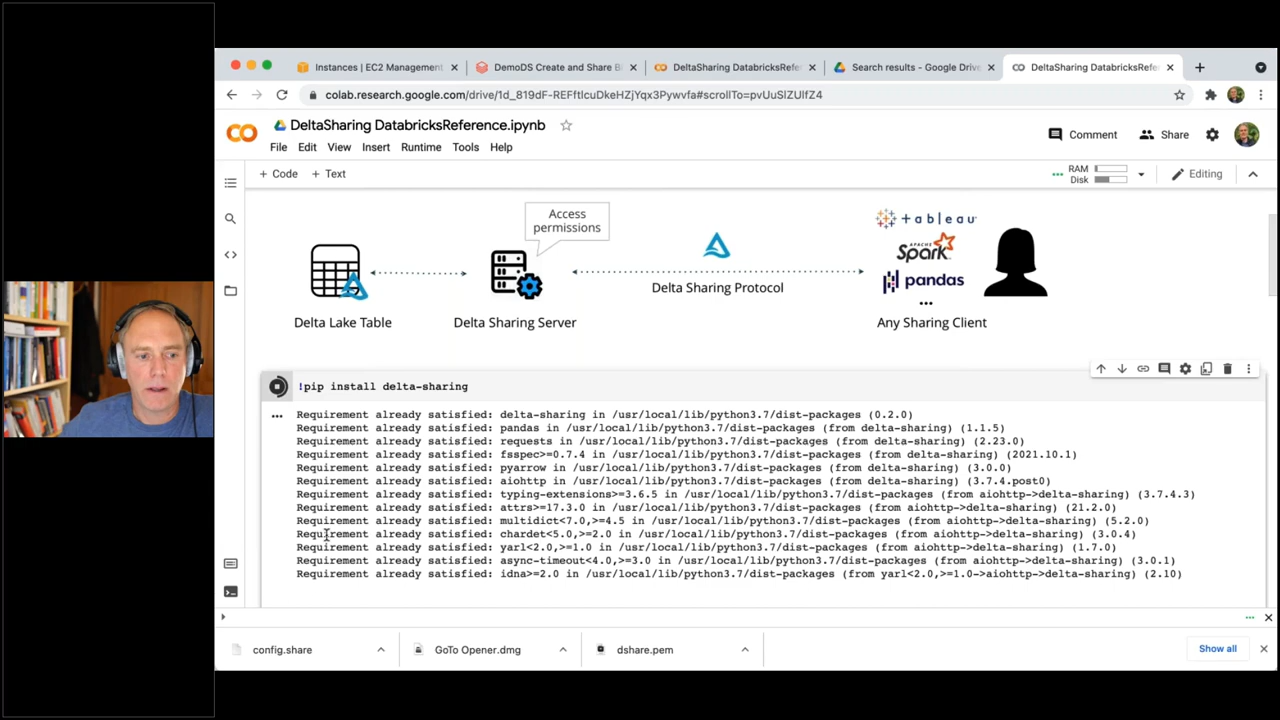 Instances | EC2 Management
DemoDS Create and Share B
DeltaSharing DatabricksRefe
Search results - Google Drive
DeltaSharing DatabricksRefe
colab.research.google.com/drive/1d_819dF-REFftIcuDkeHZjYqx3Pywvfa#scrollTo=pvUuSlZUlfZ4
DeltaSharing DatabricksReference.ipynb
Comment
Share
File Edit View Insert Runtime Tools Help
+ Code + Text
RAM
Disk
Editing
Access
permissions
+ableau
APACHE
Spark
pandas
Delta Sharing Protocol
Delta Lake Table
Delta Sharing Server
Any Sharing Client
!pip install delta-sharing
Requirement already satisfied: delta-sharing in /usr/local/lib/python3.7/dist-packages (0.2.0)
Requirement already satisfied: pandas in /usr/local/lib/python3.7/dist-packages (from delta-sharing) (1.1.5)
Requirement already satisfied: requests in /usr/local/lib/python3.7/dist-packages (from delta-sharing) (2.23.0)
Requirement already satisfied: fsspec>=0.7.4 in /usr/local/lib/python3.7/dist-packages (from delta-sharing) (2021.10.1)
Requirement already satisfied: pyarrow in /usr/local/lib/python3.7/dist-packages (from delta-sharing) (3.0.0)
Requirement already satisfied: aiohttp in /usr/local/lib/python3.7/dist-packages (from delta-sharing) (3.7.4.post0)
Requirement already satisfied: typing-extensions>=3.6.5 in /usr/local/lib/python3.7/dist-packages (from aiohttp->delta-sharing) (3.7.4.3)
Requirement already satisfied: attrs>=17.3.0 in /usr/local/lib/python3.7/dist-packages (from aiohttp->delta-sharing) (21.2.0)
Requirement already satisfied: multidict<7.0,>=4.5 in /usr/local/lib/python3.7/dist-packages (from aiohttp->delta-sharing) (5.2.0)
Requirement already satisfied: chardet<5.0,>=2.0 in /usr/local/lib/python3.7/dist-packages (from aiohttp->delta-sharing) (3.0.4)
Requirement already satisfied: yarl<2.0,>=1.0 in /usr/local/lib/python3.7/dist-packages (from aiohttp->delta-sharing) (1.7.0)
Requirement already satisfied: async-timeout<4.0,>=3.0 in /usr/local/lib/python3.7/dist-packages (from aiohttp->delta-sharing) (3.0.1)
Requirement already satisfied: idna>=2.0 in /usr/local/lib/python3.7/dist-packages (from yarl<2.0,>=1.0->aiohttp->delta-sharing) (2.10)
config.share
GoTo Opener.dmg
dshare.pem
Show all